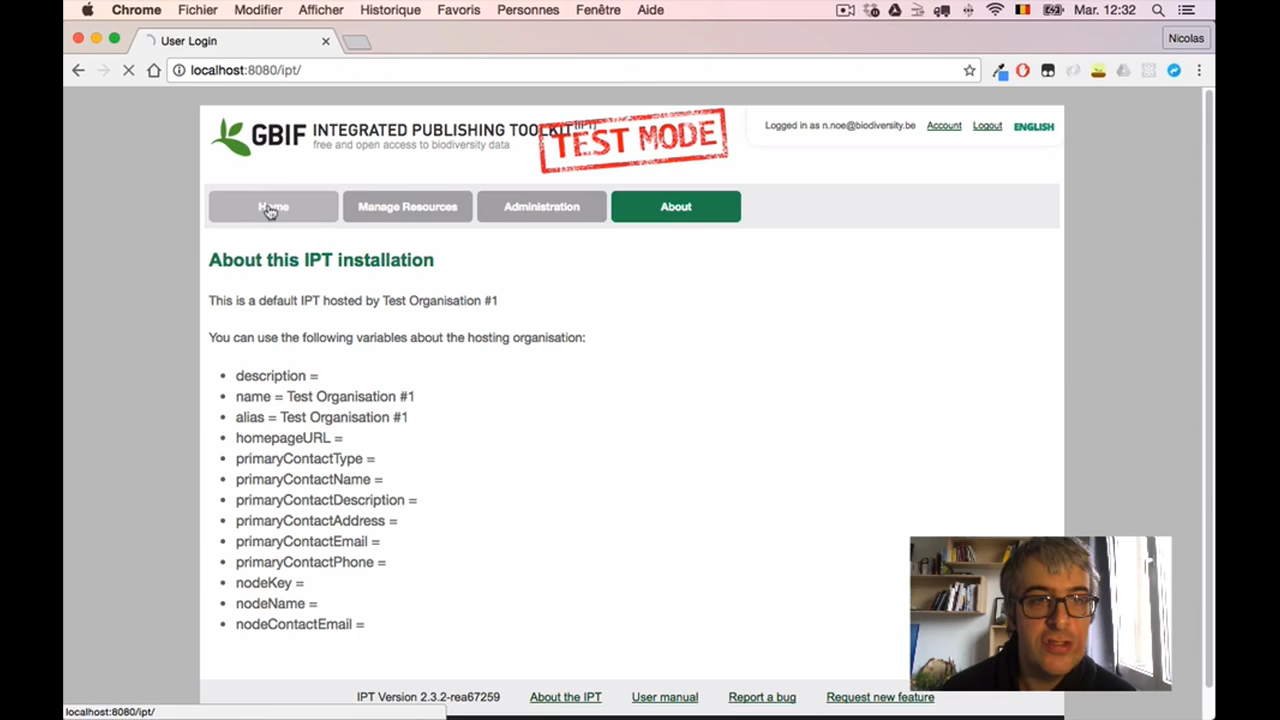 Chrome Fichier Modifier Afficher Historique Favoris Personnes Fenêtre Aide Mar. 12:32
User Login Nicolas
localhost:8080/ipt/
GBIF INTEGRATED PUBLISHING TOOLKIT(IPT)
free and open access to biodiversity data
TEST MODE
Logged in as n.noe@biodiversity.be Account Logout ENGLISH
Home Manage Resources Administration About
About this IPT installation
This is a default IPT hosted by Test Organisation #1
You can use the following variables about the hosting organisation:
• description =
• name = Test Organisation #1
• alias = Test Organisation #1
• homepageURL =
• primaryContactType =
• primaryContactName =
• primaryContactDescription =
• primaryContactAddress =
• primaryContactEmail =
• primaryContactPhone =
• nodeKey =
• nodeName =
• nodeContactEmail =
IPT Version 2.3.2-rea67259 About the IPT User manual Report a bug Request new feature
localhost:8080/ipt/